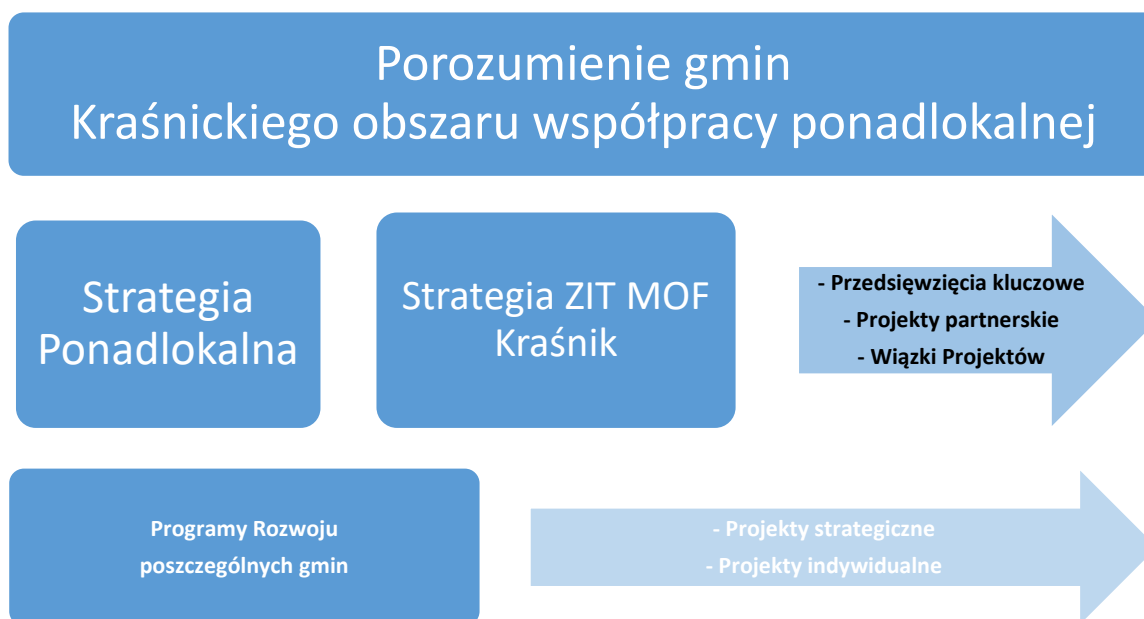 Porozumienie gmin
Kraśnickiego obszaru współpracy ponadlokalnej
Strategia
Ponadlokalna
Strategia ZIT MOF
Kraśnik
- Przedsięwzięcia kluczowe
- Projekty partnerskie
- Wiązki Projektów
Programy Rozwoju
poszczególnych gmin
- Projekty strategiczne
- Projekty indywidualne